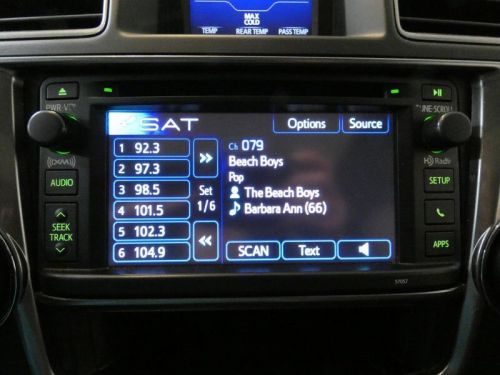 MAX
COLD
TEMP REAR TEMP PASS TEMP
PWR·VOL TUNE·SCROLL
SAT Options Source
1 92.3
2 97.3
3 98.5
4 101.5
5 102.3
6 104.9
Set
1/6
Ch 079
Beach Boys
Pop
The Beach Boys
Barbara Ann (66)
SCAN Text
((XM))
AUDIO
SEEK
TRACK
HD Radio
SETUP
APPS
57057